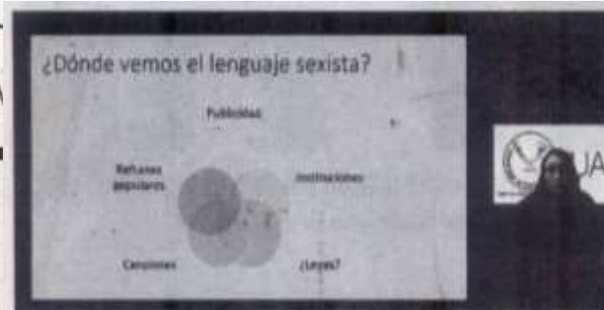 ¿Dónde vemos el lenguaje sexista?
Publicidad
Refranes
populares
Instituciones
Canciones
¿Leyes?
UA